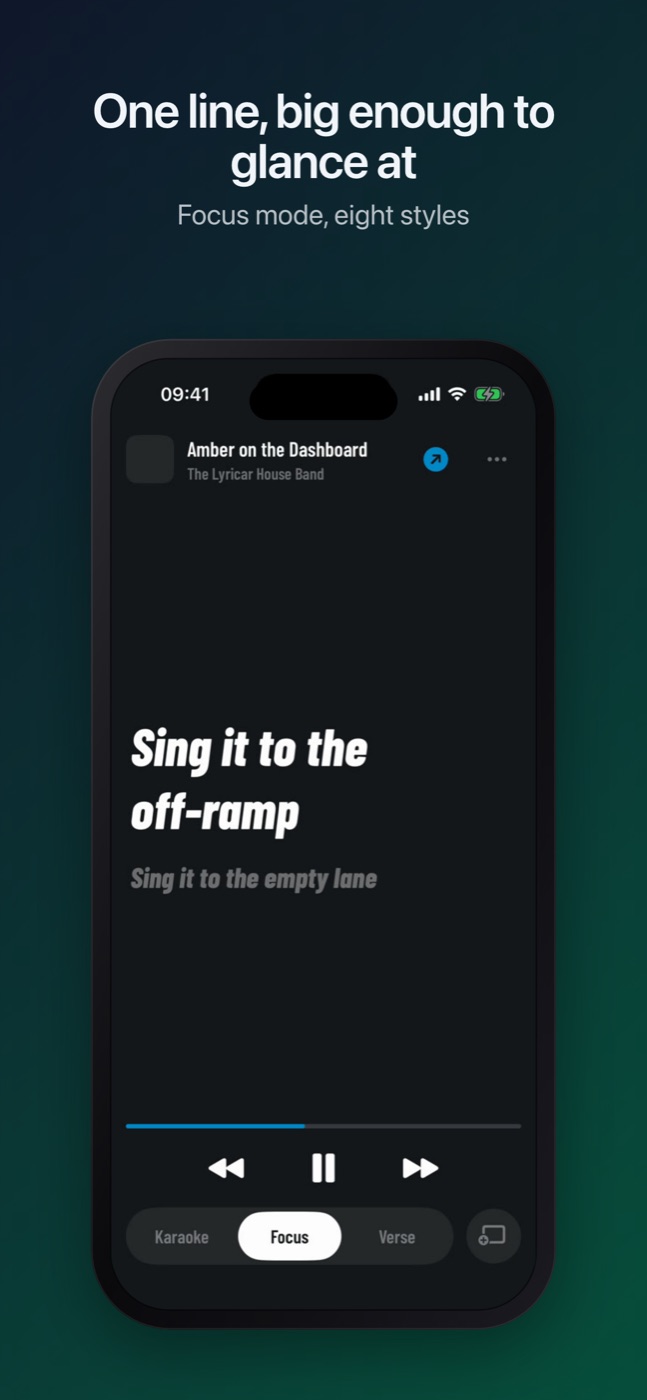 One line, big enough to
glance at
Focus mode, eight styles
09:41
Amber on the Dashboard
The Lyricar House Band
Sing it to the
off-ramp
Sing it to the empty lane
Karaoke
Focus
Verse